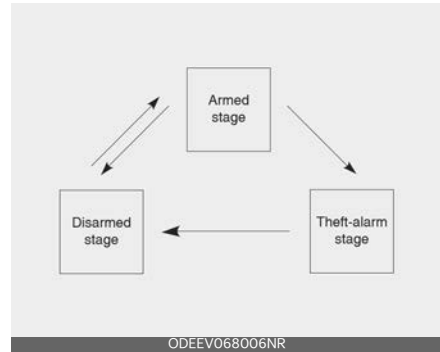 Armed
stage
Disarmed
stage
Theft-alarm
stage
ODEEV068006NR